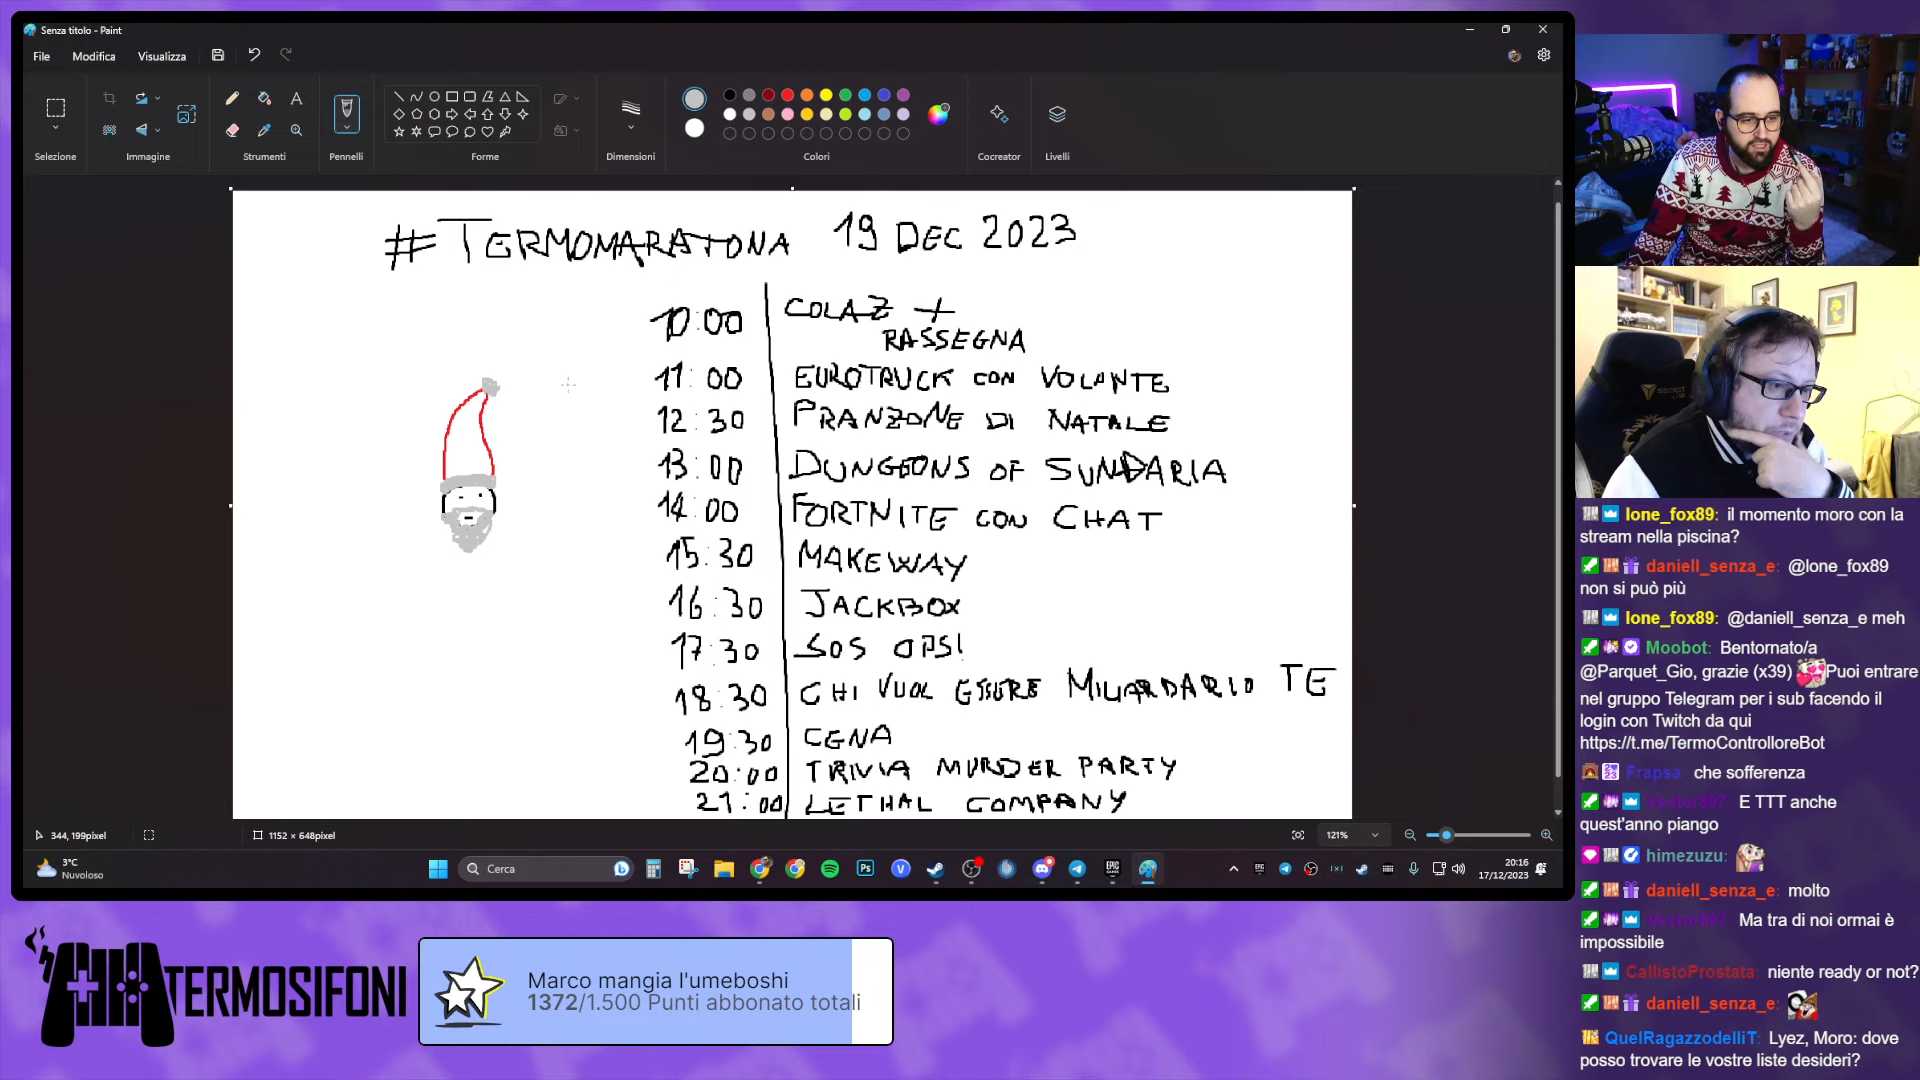 Senza titolo - Paint
File Modifica Visualizza
Selezione Immagine Strumenti Pennelli Forme Dimensioni Colori Cocreator Livelli
#TERMOMARATONA 19 DEC 2023
10:00 COLAZ +
RASSEGNA
11:00 EUROTRUCK CON VOLANTE
12:30 PRANZONE DI NATALE
13:00 DUNGEONS OF SUNDARIA
14:00 FORTNITE CON CHAT
15:30 MAKEWAY
16:30 JACKBOX
17:30 SOS OPS!
18:30 CHI VUOL ESSERE MILIARDARIO TE
19:30 CENA
20:00 TRIVIA MURDER PARTY
21:00 LETHAL COMPANY
344, 199pixel 1152 × 648pixel 121%
3°C
Nuvoloso
Cerca
20:16
17/12/2023
TERMOSIFONI
Marco mangia l'umeboshi
1372/1.500 Punti abbonato totali
lone_fox89: il momento moro con la
stream nella piscina?
daniell_senza_e: @lone_fox89
non si può più
lone_fox89: @daniell_senza_e meh
Moobot: Bentornato/a
@Parquet_Gio, grazie (x39) Puoi entrare
nel gruppo Telegram per i sub facendo il
login con Twitch da qui
https://t.me/TermoControlloreBot
Frapsa che sofferenza
Vector897 E TTT anche
quest'anno piango
himezuzu:
daniell_senza_e: molto
Vector897 Ma tra di noi ormai è
impossibile
CallistoProstata: niente ready or not?
daniell_senza_e:
QuelRagazzodelliT: Lyez, Moro: dove
posso trovare le vostre liste desideri?